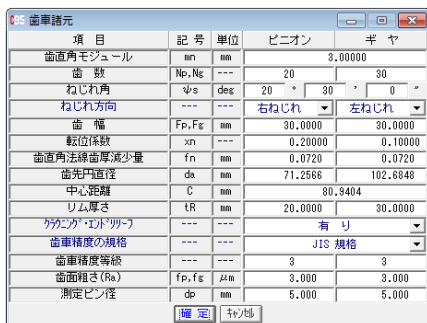 歯車諸元
項 目 記 号 単位 ピニオン ギ ヤ
歯直角モジュール mn mm 3.00000
歯 数 Np,Ng --- 20 30
ねじれ角 ψs deg 20 ° 30 ' 0 "
ねじれ方向 --- --- 右ねじれ 左ねじれ
歯 幅 Fp,Fg mm 30.0000 30.0000
転位係数 xn --- 0.20000 0.10000
歯直角法線歯厚減少量 fn mm 0.0720 0.0720
歯先円直径 da mm 71.2566 102.6848
中心距離 C mm 80.9404
リム厚さ tR mm 20.0000 30.0000
クラウニング・エンドリリーフ --- --- 有 り
歯車精度の規格 --- --- JIS 規格
歯車精度等級 --- --- 3 3
歯面粗さ(Ra) fp,fg μm 3.000 3.000
測定ピン径 dp mm 5.000 5.000
確 定 キャンセル